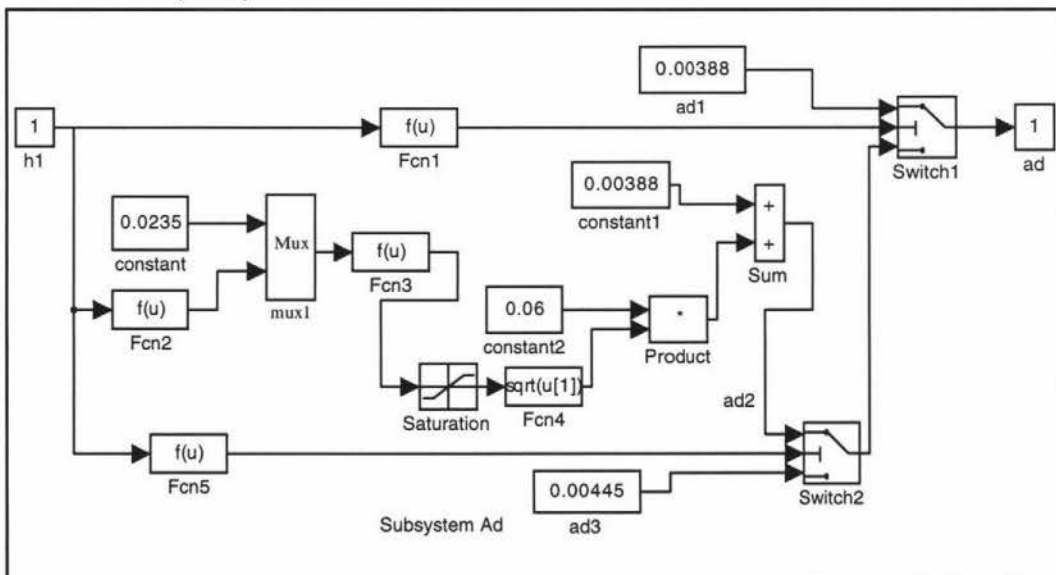 0.00388
ad1
1
h1
f(u)
Fcn1
Switch1
1
ad
0.00388
constant1
+
+
Sum
0.0235
constant
Mux
mux1
f(u)
Fcn3
f(u)
Fcn2
0.06
constant2
*
Product
Saturation
sqrt(u[1])
Fcn4
ad2
f(u)
Fcn5
Switch2
0.00445
ad3
Subsystem Ad